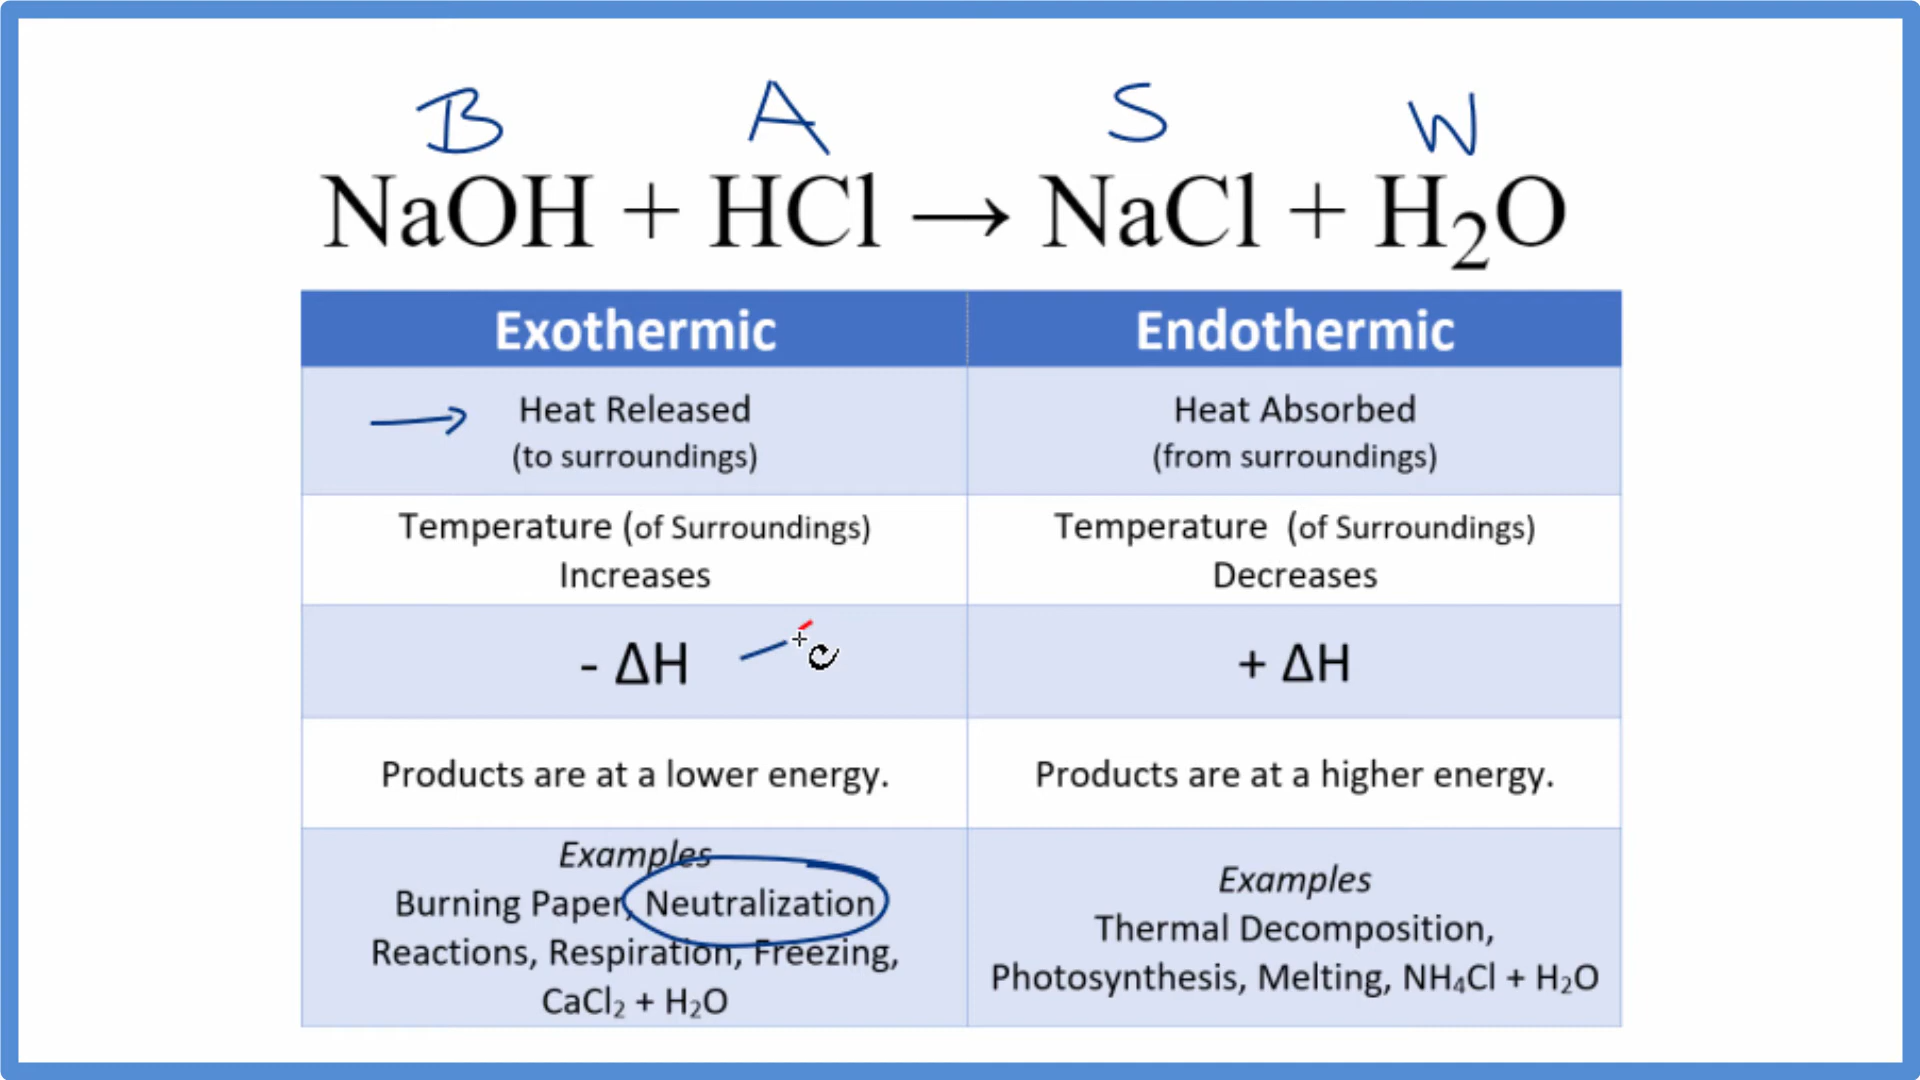 B A S W
NaOH + HCl → NaCl + H₂O
Exothermic
Endothermic
Heat Released
(to surroundings)
Heat Absorbed
(from surroundings)
Temperature (of Surroundings)
Increases
Temperature (of Surroundings)
Decreases
- ΔH
+ ΔH
Products are at a lower energy.
Products are at a higher energy.
Examples
Burning Paper, Neutralization
Reactions, Respiration, Freezing,
CaCl₂ + H₂O
Examples
Thermal Decomposition,
Photosynthesis, Melting, NH₄Cl + H₂O